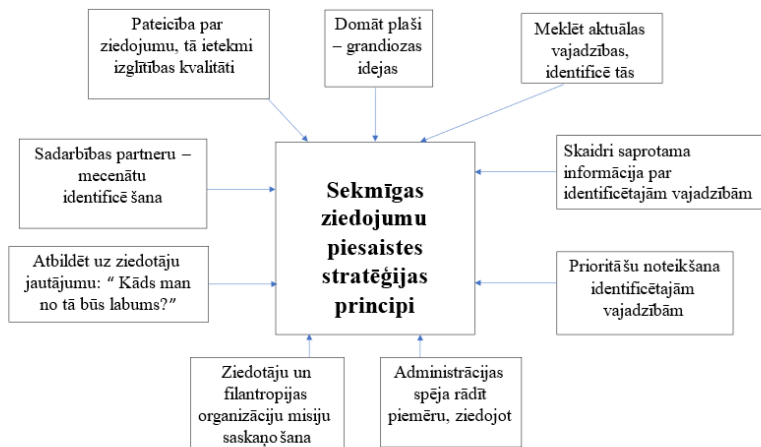 Pateicība par
ziedojumu, tā ietekmi
izglītības kvalitāti
Domāt plaši
– grandiozas
idejas
Meklēt aktuālas
vajadzības,
identificē tās
Sadarbības partneru –
mecenātu
identificē šana
Sekmīgas
ziedojumu
piesaistes
stratēģijas
principi
Skaidri saprotama
informācija par
identificētajām vajadzībām
Atbildēt uz ziedotāju
jautājumu: “ Kāds man
no tā būs labums?”
Prioritāšu noteikšana
identificētajām
vajadzībām
Ziedotāju un
filantropijas
organizāciju misiju
saskaņo šana
Administrācijas
spēja rādīt
piemēru, ziedojot